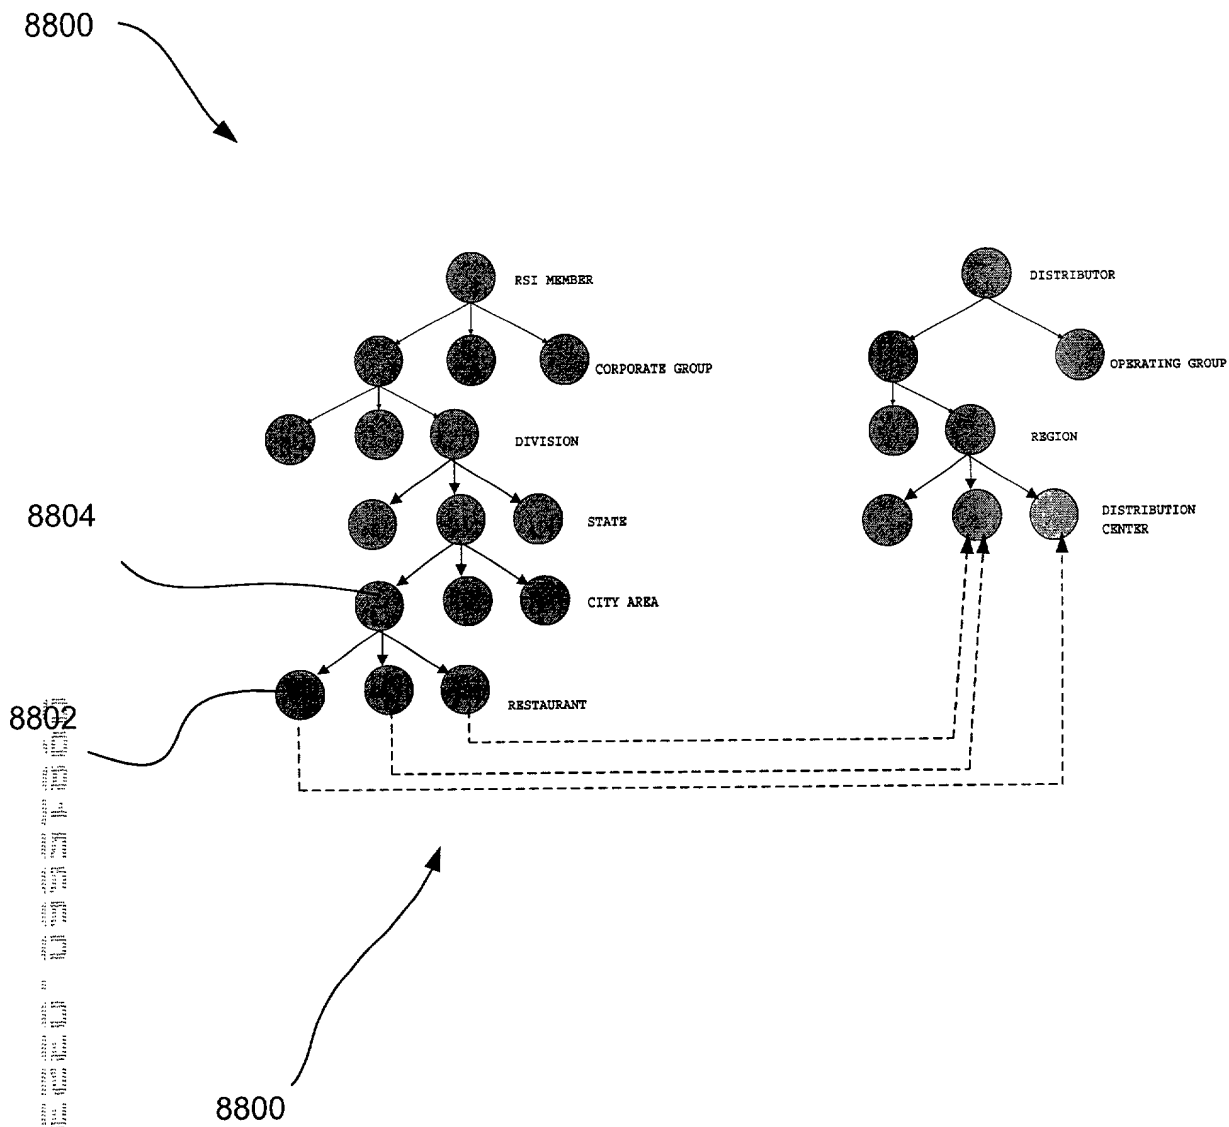 8800
RSI MEMBER
DISTRIBUTOR
CORPORATE GROUP
OPERATING GROUP
DIVISION
REGION
8804
STATE
DISTRIBUTION
CENTER
CITY AREA
RESTAURANT
8802
8800